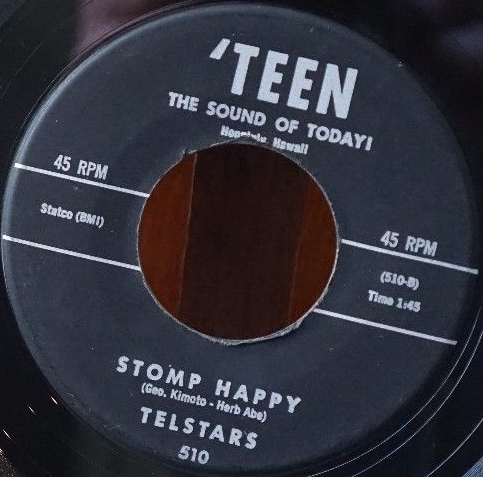 'TEEN
THE SOUND OF TODAY!
Honolulu, Hawaii
45 RPM
Statco (BMI)
45 RPM
(510-B)
Time 1:45
STOMP HAPPY
(Geo. Kimoto - Herb Abe)
TELSTARS
510